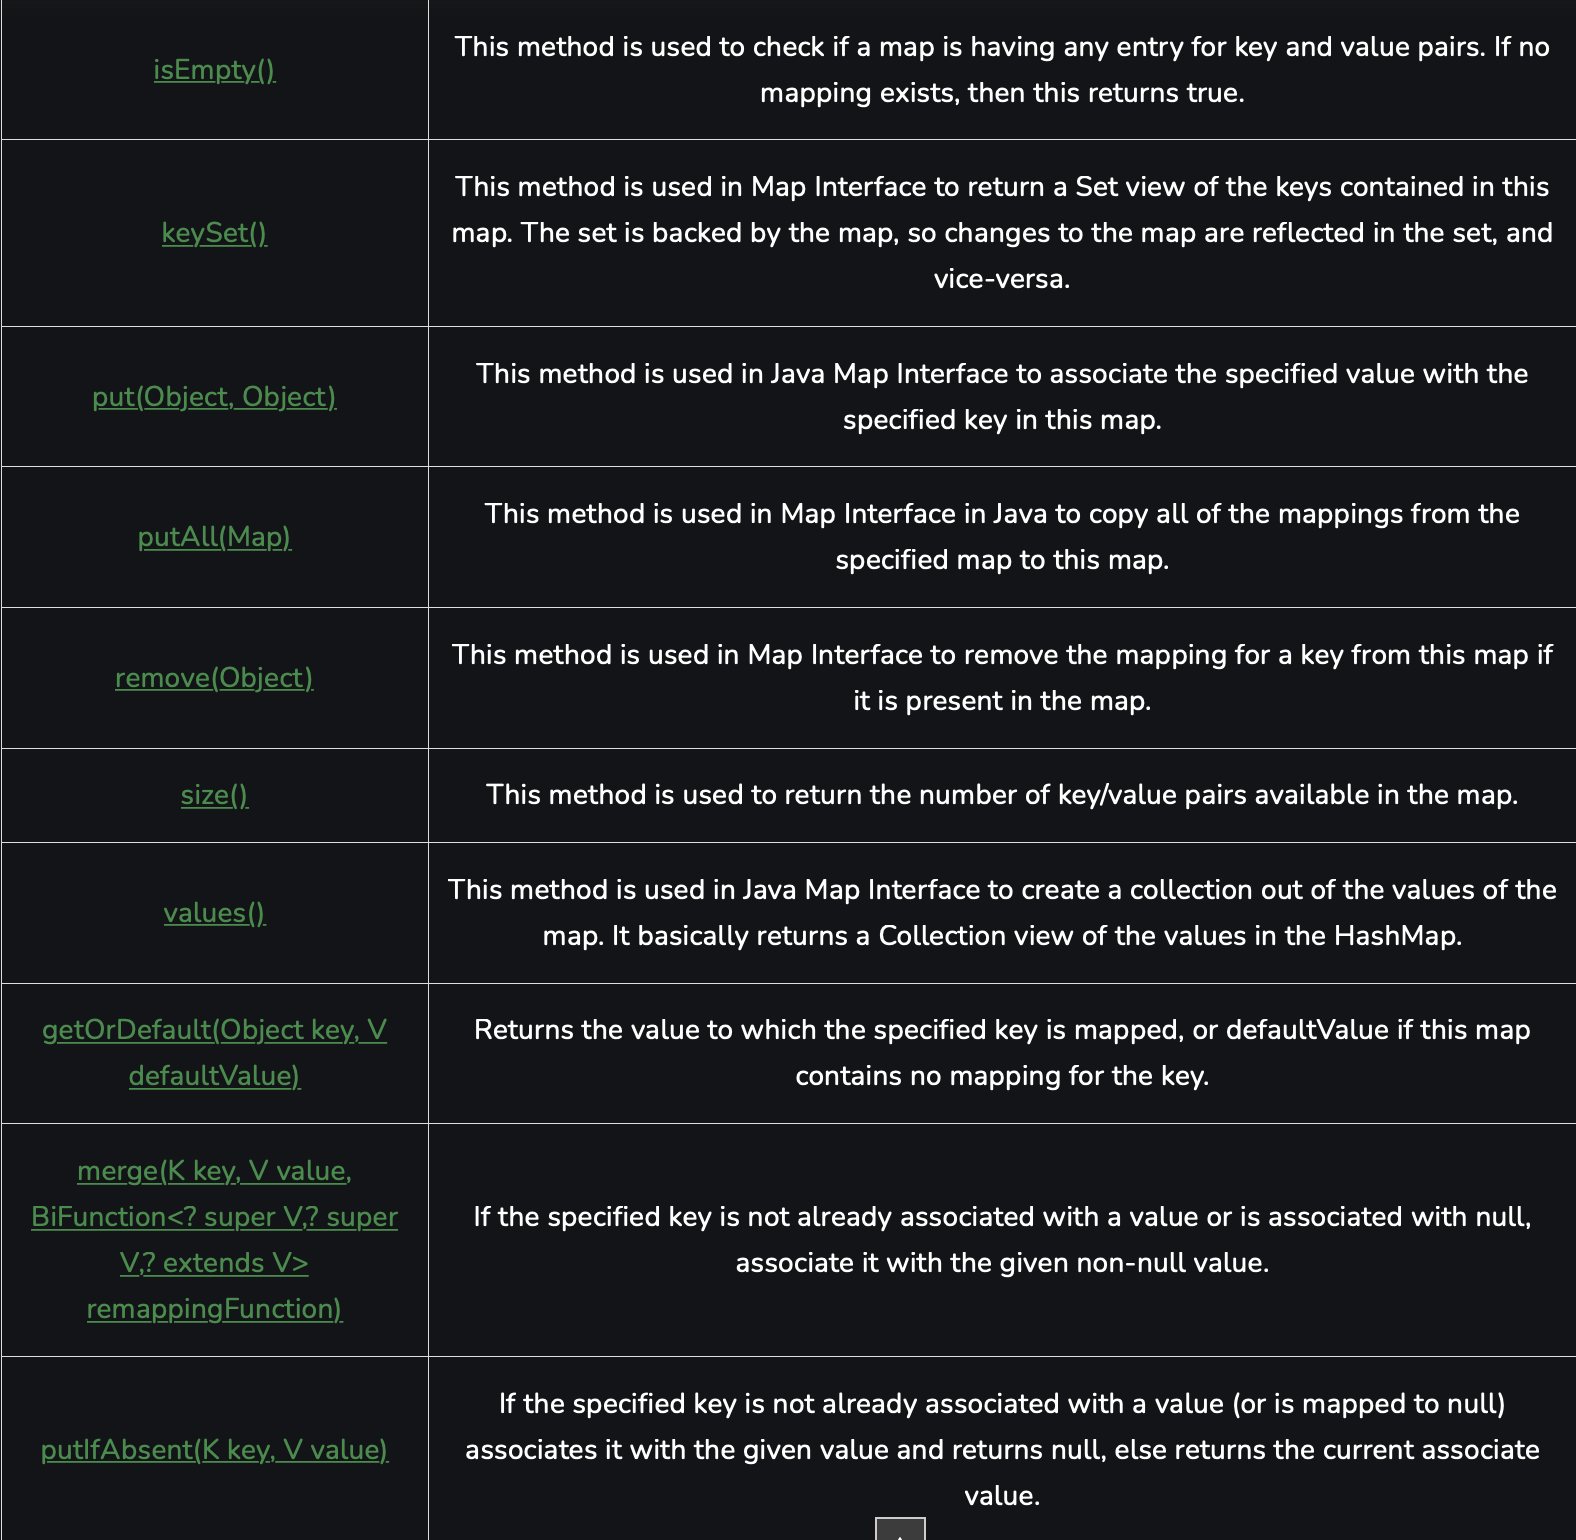 isEmpty()
This method is used to check if a map is having any entry for key and value pairs. If no
mapping exists, then this returns true.
keySet()
This method is used in Map Interface to return a Set view of the keys contained in this
map. The set is backed by the map, so changes to the map are reflected in the set, and
vice-versa.
put(Object, Object)
This method is used in Java Map Interface to associate the specified value with the
specified key in this map.
putAll(Map)
This method is used in Map Interface in Java to copy all of the mappings from the
specified map to this map.
remove(Object)
This method is used in Map Interface to remove the mapping for a key from this map if
it is present in the map.
size()
This method is used to return the number of key/value pairs available in the map.
values()
This method is used in Java Map Interface to create a collection out of the values of the
map. It basically returns a Collection view of the values in the HashMap.
getOrDefault(Object key, V
defaultValue)
Returns the value to which the specified key is mapped, or defaultValue if this map
contains no mapping for the key.
merge(K key, V value,
BiFunction<? super V,? super
V,? extends V>
remappingFunction)
If the specified key is not already associated with a value or is associated with null,
associate it with the given non-null value.
putIfAbsent(K key, V value)
If the specified key is not already associated with a value (or is mapped to null)
associates it with the given value and returns null, else returns the current associate
value.